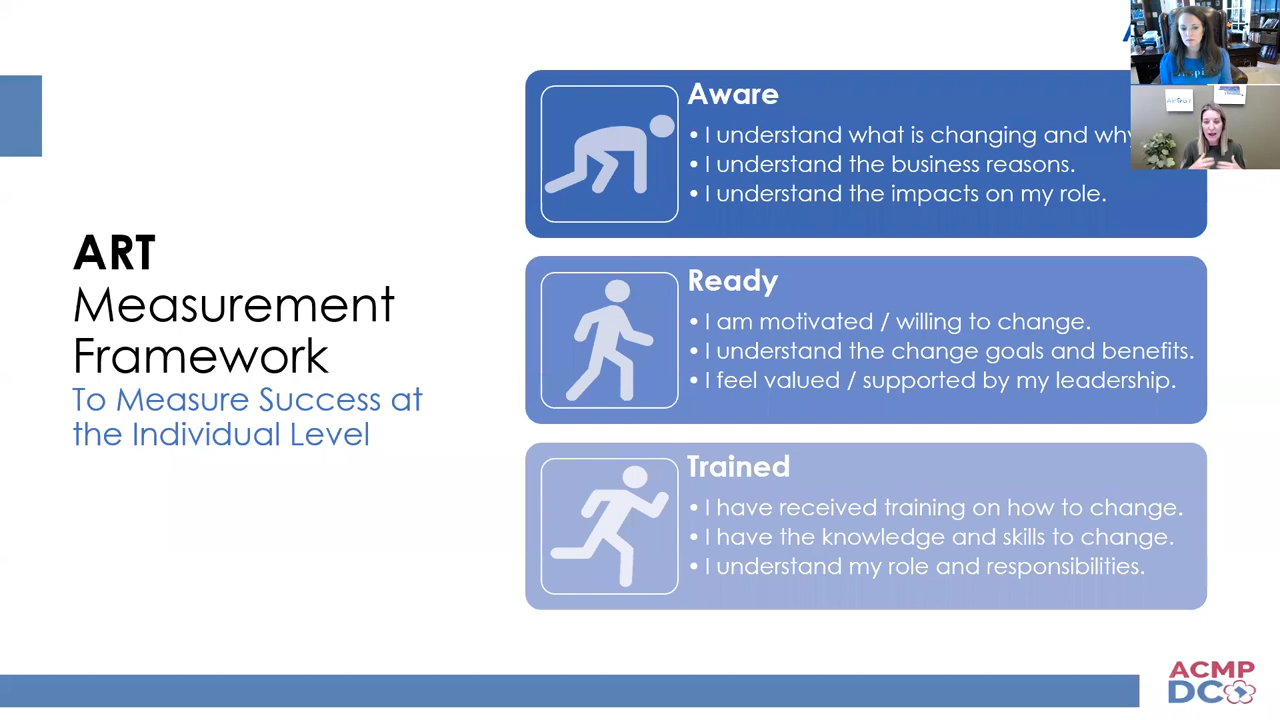 ART
Measurement
Framework
To Measure Success at
the Individual Level
Aware
• I understand what is changing and why
• I understand the business reasons.
• I understand the impacts on my role.
Ready
• I am motivated / willing to change.
• I understand the change goals and benefits.
• I feel valued / supported by my leadership.
Trained
• I have received training on how to change.
• I have the knowledge and skills to change.
• I understand my role and responsibilities.
ACMP
DC